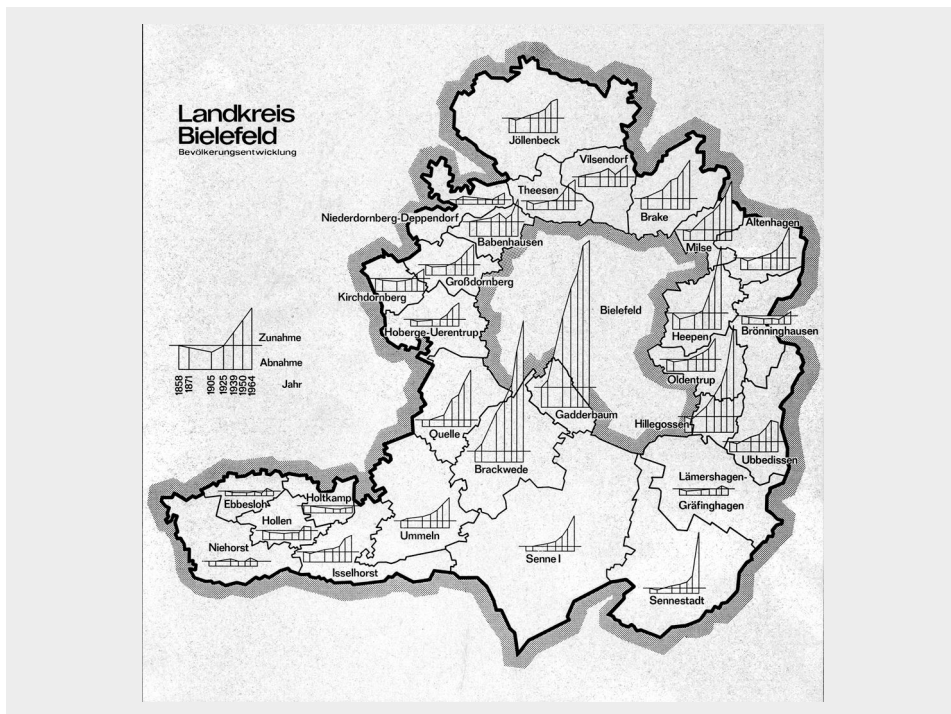 Landkreis
Bielefeld
Bevölkerungsentwicklung
Jöllenbeck
Vilsendorf
Theesen
Brake
Niederdornberg-Deppendorf
Babenhausen
Milse
Altenhagen
Großdornberg
Kirchdornberg
Hoberge-Uerentrup
Bielefeld
Heepen
Brönninghausen
Zunahme
Abnahme
1858
1871
1905
1925
1939
1950
1964
Jahr
Oldentrup
Gadderbaum
Hillegossen
Quelle
Brackwede
Ubbedissen
Lämershagen-
Gräfinghagen
Ebbesloh
Holtkamp
Hollen
Ummeln
Niehorst
Isselhorst
Senne I
Sennestadt